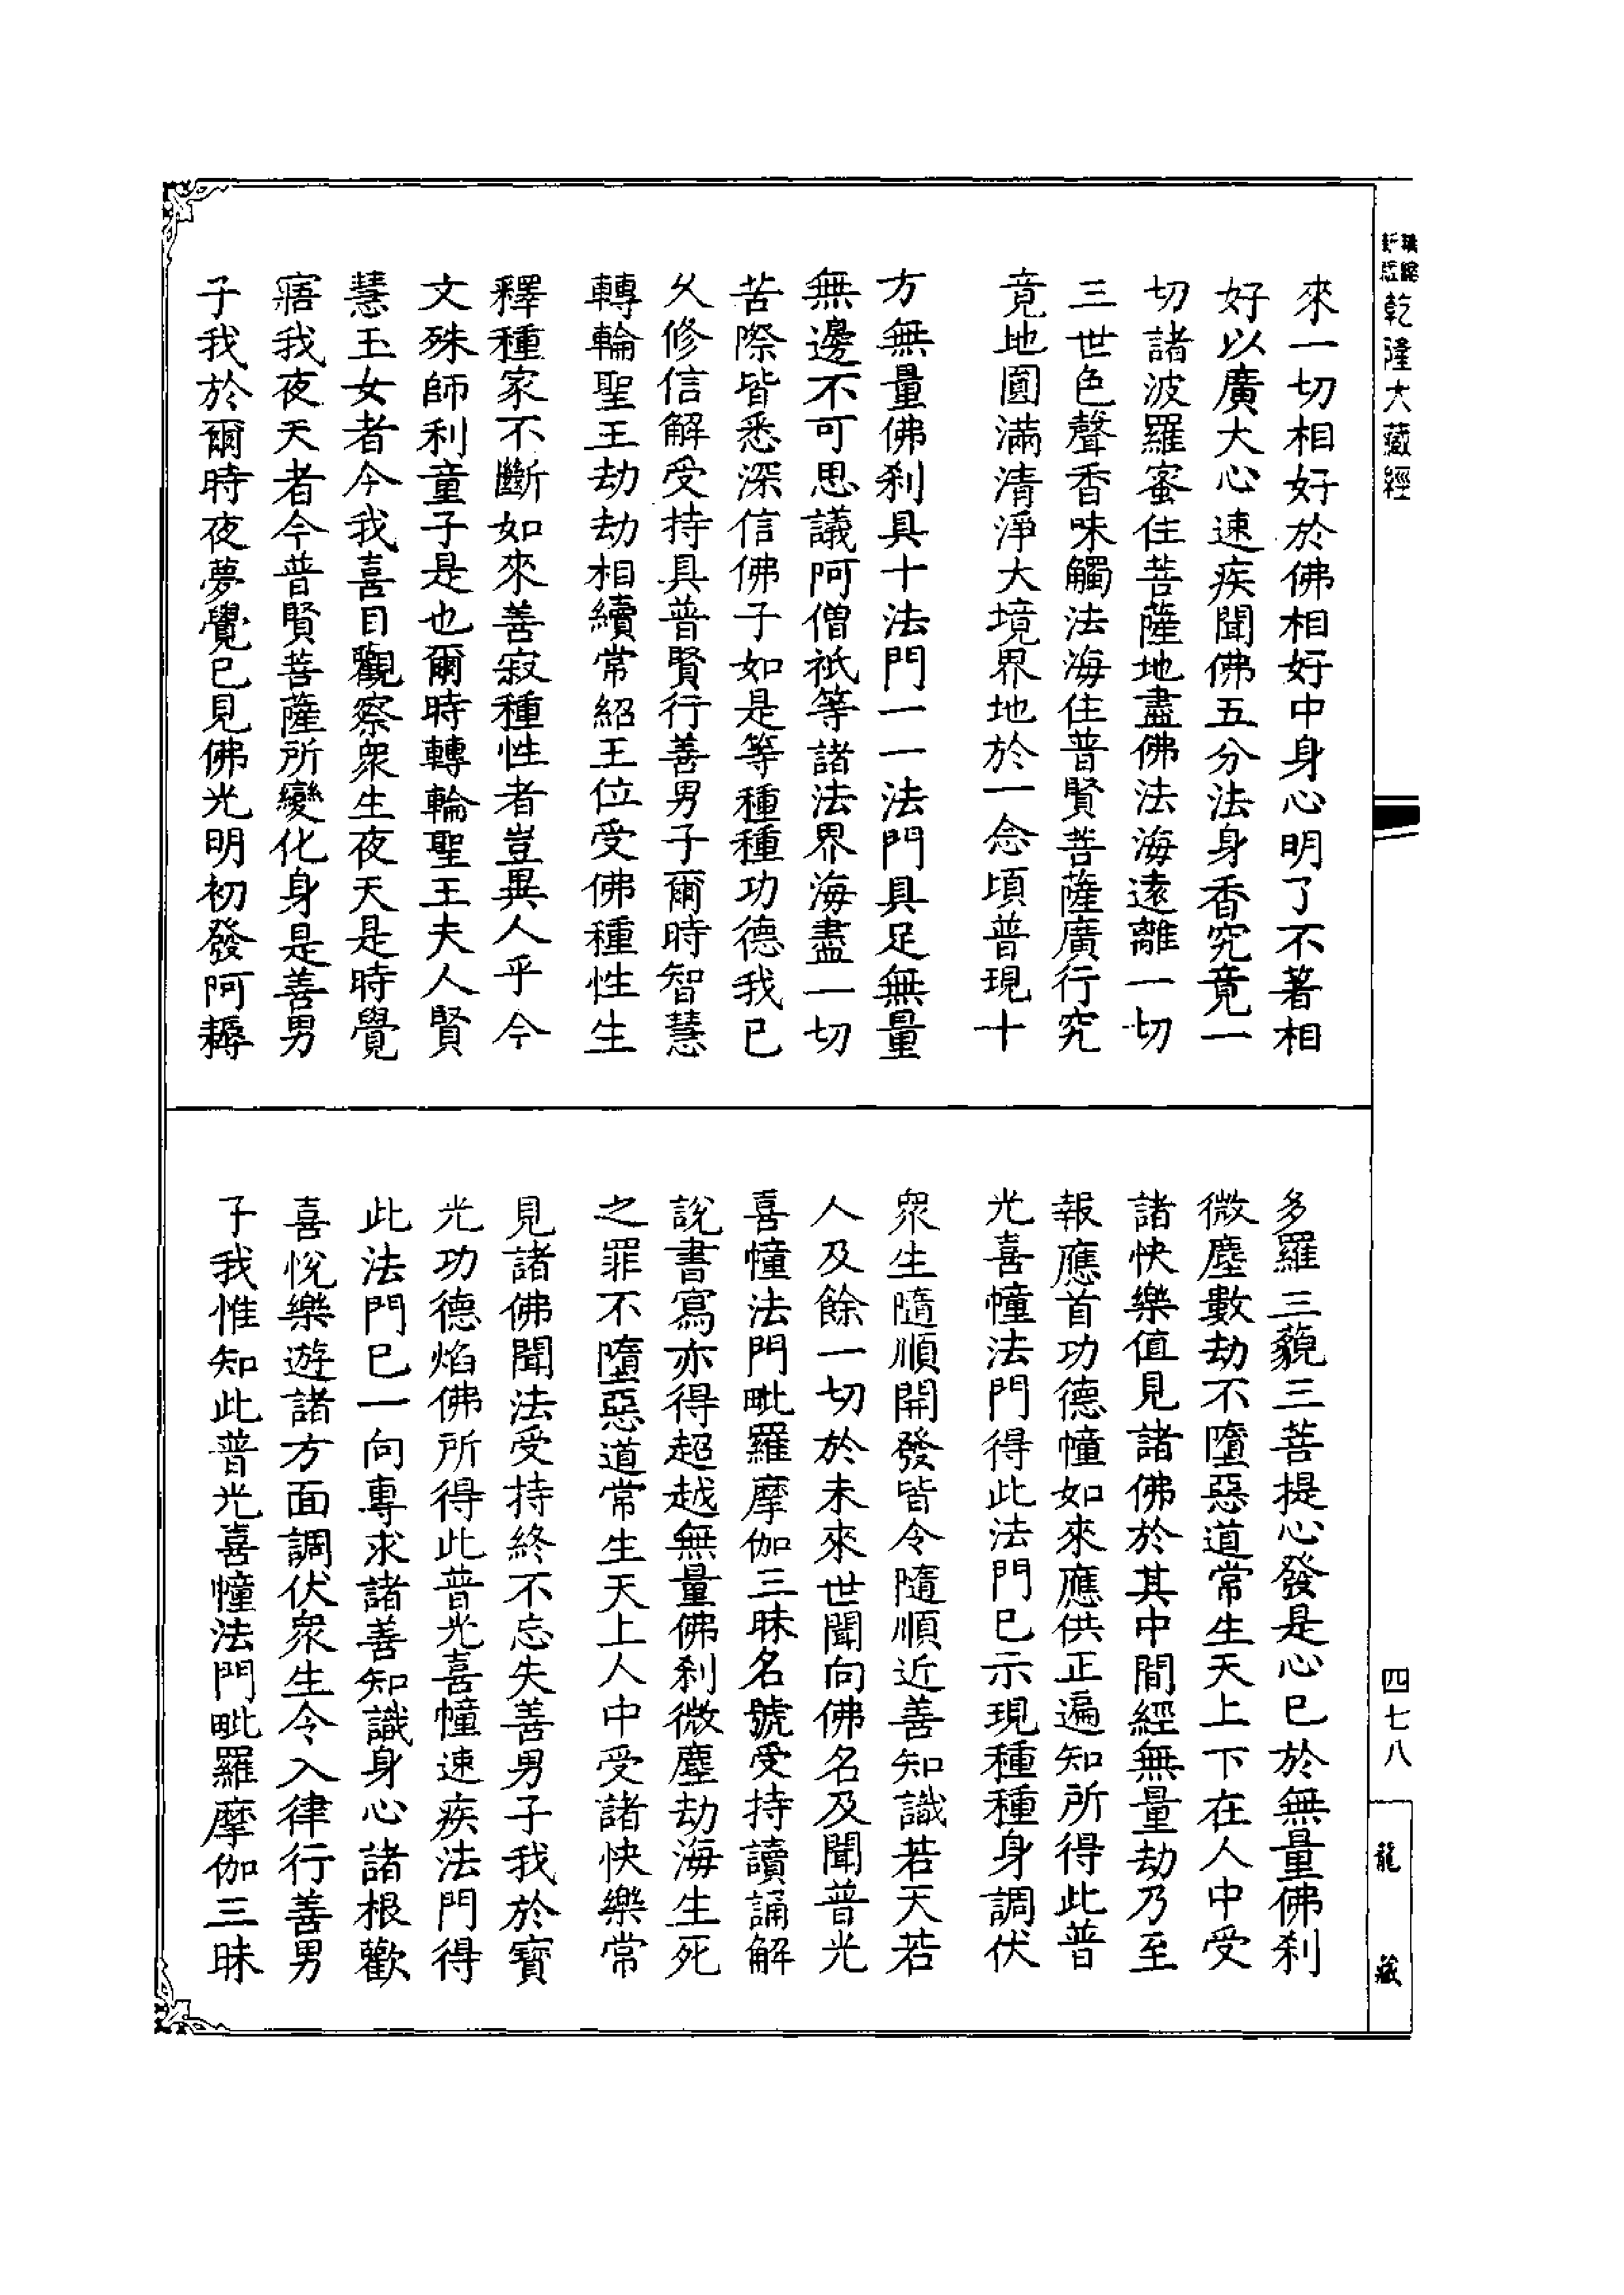 乾隆大藏經
來一切相好於佛相好中身心明了不著相
好以廣大心速疾聞佛五分法身香究竟一
切諸波羅蜜住菩薩地盡佛法海遠離一切
三世色聲香味觸法海住普賢菩薩廣行究
竟地圓滿清淨大境界地於一念頃普現十
方無量佛剎具十法門一一法門具足無量
無邊不可思議阿僧祇等諸法界海盡一切
苦際皆悉深信佛子如是等種種功德我已
久修信解受持具普賢行善男子爾時智慧
轉輪聖王劫劫相續常紹王位受佛種性生
釋種家不斷如來善寂種性者豈異人乎今
文殊師利童子是也爾時轉輪聖王夫人賢
慧玉女者今我喜目觀察眾生夜天是時覺
寤我夜天者今普賢菩薩所變化身是善男
子我於爾時夜夢覺已見佛光明初發阿耨
多羅三藐三菩提心發是心已於無量佛剎
微塵數劫不墮惡道常生天上下在人中受
諸快樂值見諸佛於其中間經無量劫乃至
報應首功德幢如來應供正遍知所得此普
光喜幢法門得此法門已示現種種身調伏
眾生隨順開發皆令隨順近善知識若天若
人及餘一切於未來世聞向佛名及聞普光
喜幢法門毗羅摩伽三昧名號受持讀誦解
說書寫亦得超越無量佛剎微塵劫海生死
之罪不墮惡道常生天上人中受諸快樂常
見諸佛聞法受持終不忘失善男子我於寶
光功德焰佛所得此普光喜幢速疾法門得
此法門已一向專求諸善知識身心諸根歡
喜悅樂遊諸方面調伏眾生令入律行善男
子我惟知此普光喜幢法門毗羅摩伽三昧
四七八
龍藏